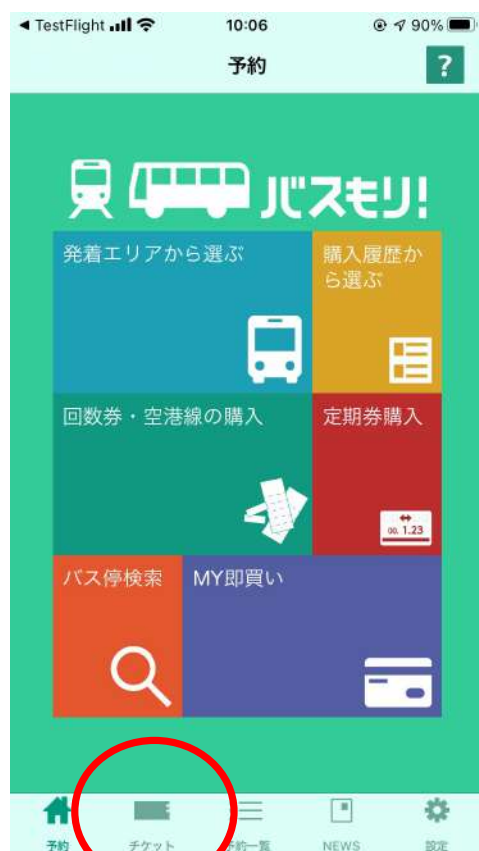 TestFlight 10:06 90%
予約 ?
バスもり!
発着エリアから選ぶ
購入履歴か
ら選ぶ
回数券・空港線の購入
定期券購入
00. 1.23
バス停検索
MY即買い
予約 チケット 予約一覧 NEWS 設定